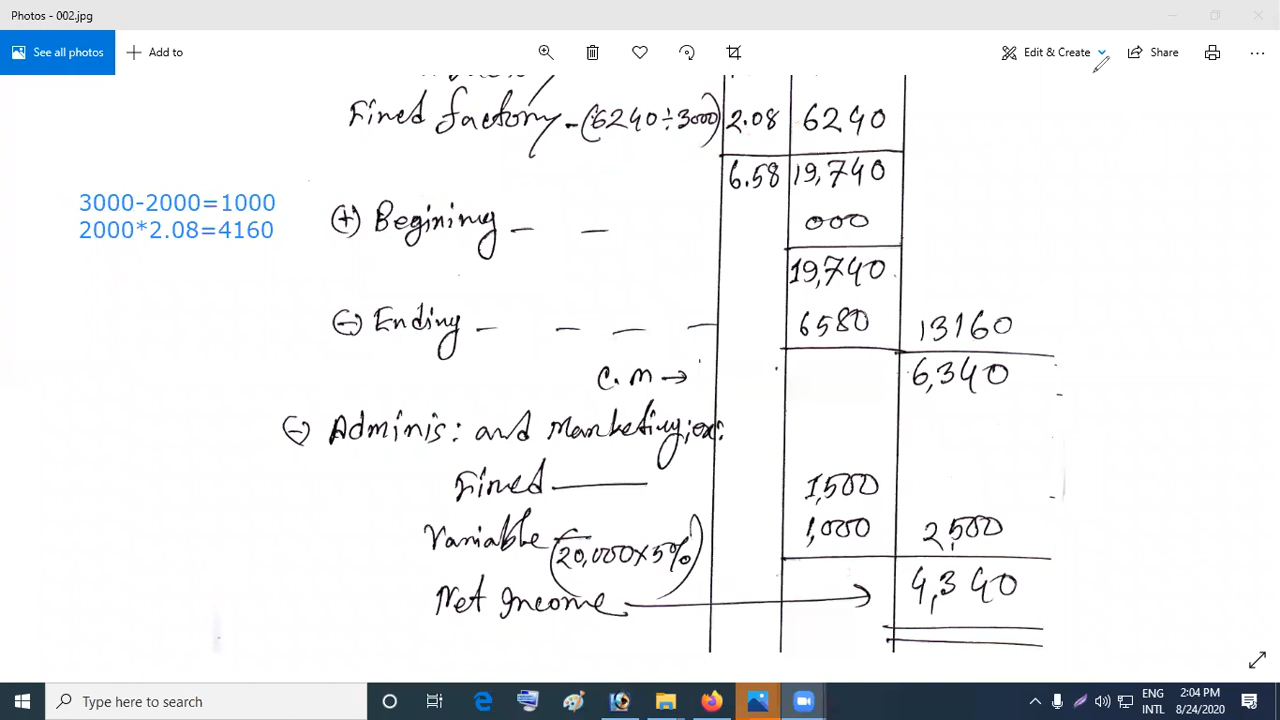 Photos - 002.jpg
See all photos
Add to
Edit & Create
Share
Fined factory - (6240÷3000) 2.08 6240
6.58 19,740
3000-2000=1000
2000*2.08=4160
(+) Begining — — 000
19,740
(-) Ending — — — — 6580 13160
C.M → 6,340
(-) Adminis: and Marketing; ex:
Fined —— 1,500
Variable (20,000×5%) 1,000 2,500
Net Income → 4,340
Type here to search
ENG
INTL
2:04 PM
8/24/2020